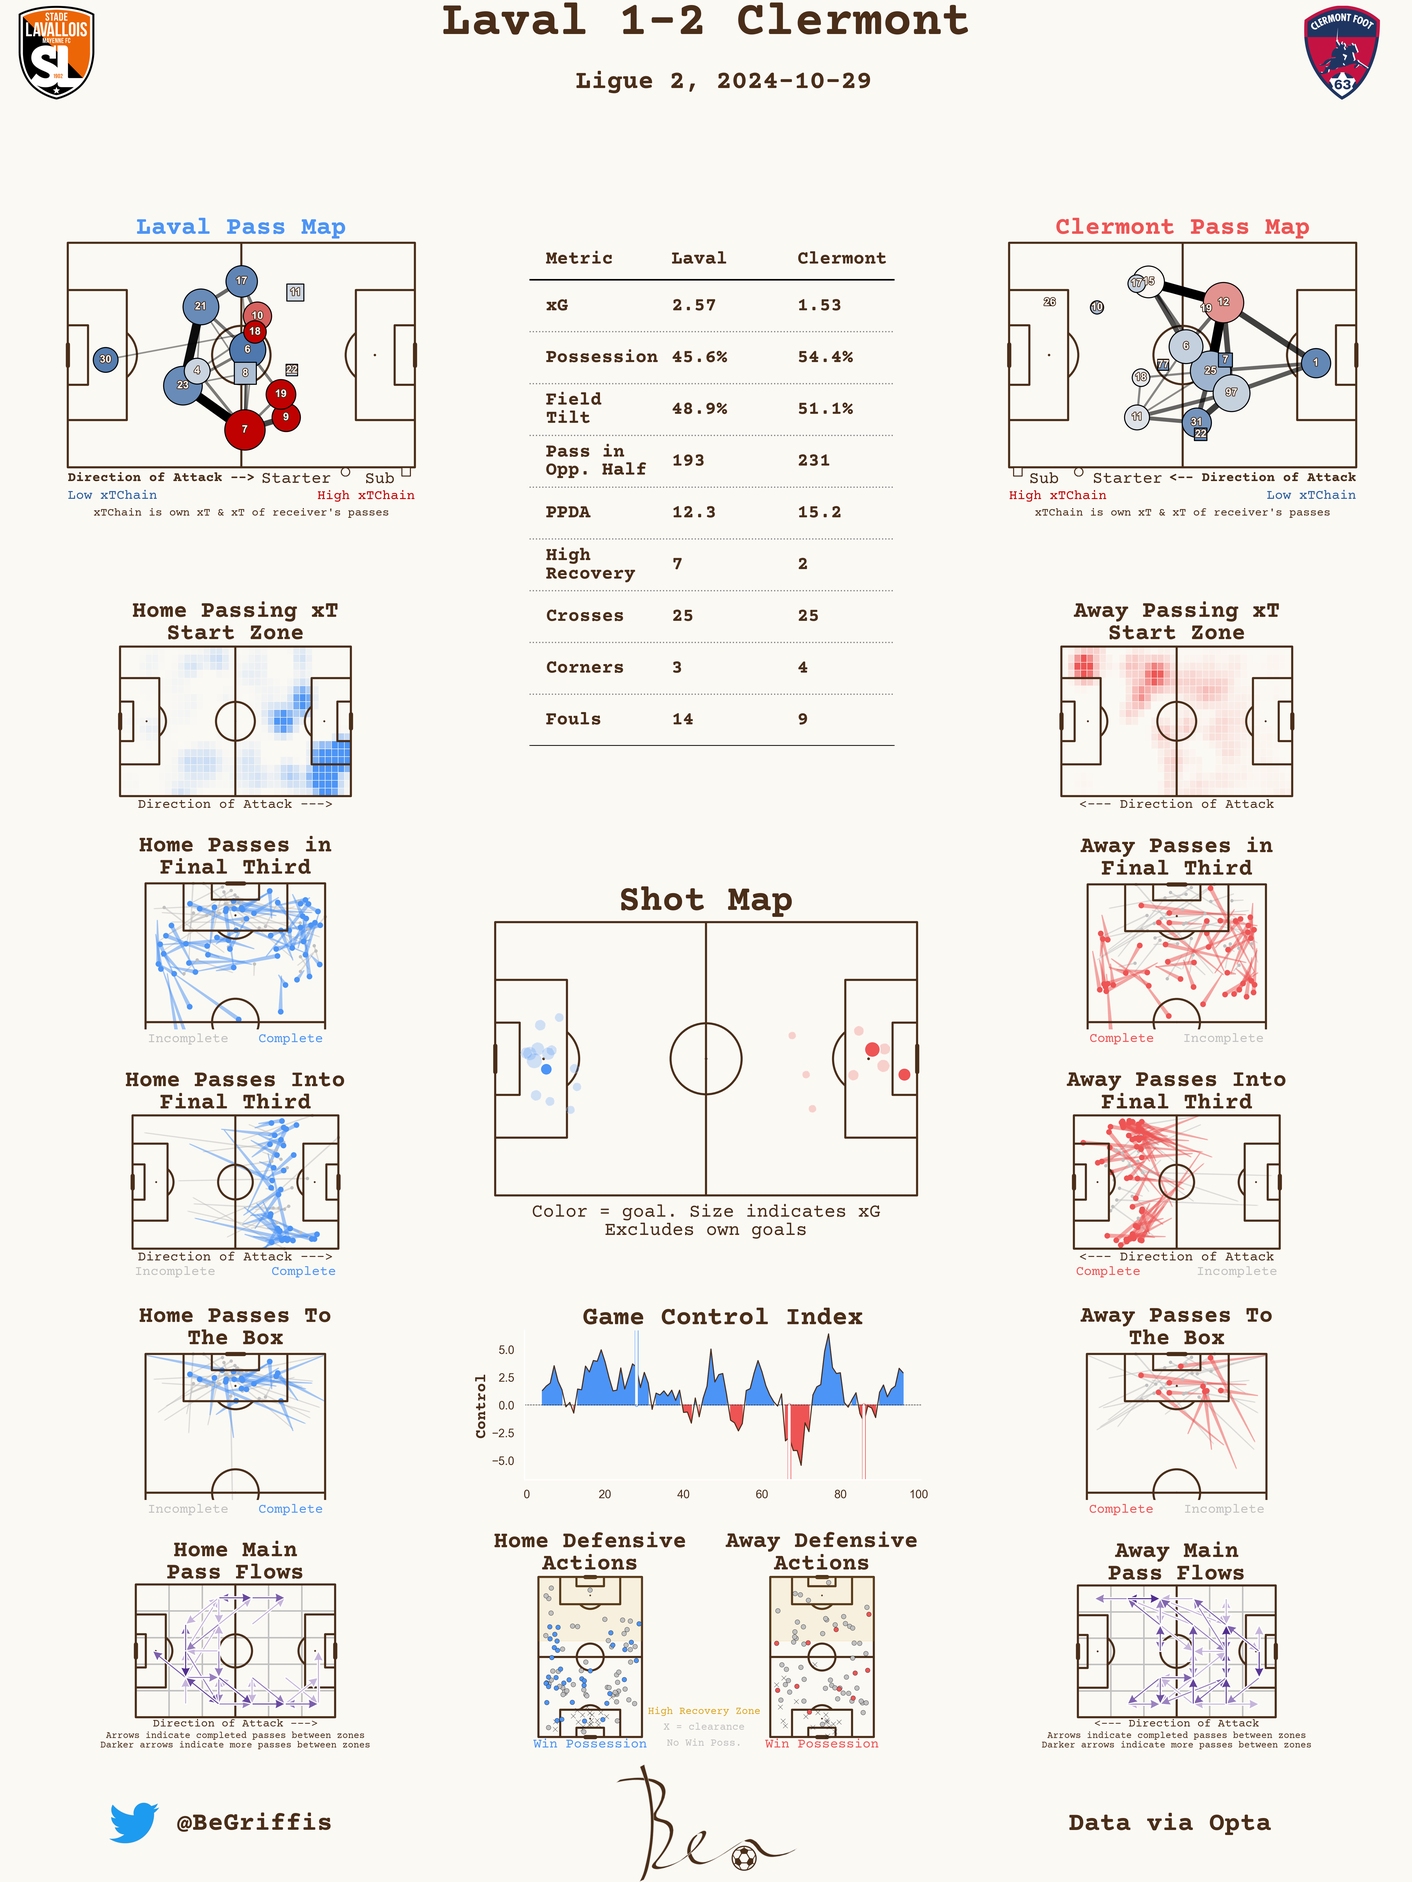 Laval 1-2 Clermont
Ligue 2, 2024-10-29
STADE
LAVALLOIS
MAYENNE FC
SL
1902
CLERMONT FOOT
63
Laval Pass Map
17
11
21
10
18
6
30
4
8
22
23
19
9
7
Direction of Attack --> Starter Sub
Low xTChain High xTChain
xTChain is own xT & xT of receiver's passes
Metric Laval Clermont
xG 2.57 1.53
Possession 45.6% 54.4%
Field
Tilt 48.9% 51.1%
Pass in
Opp. Half 193 231
PPDA 12.3 15.2
High
Recovery 7 2
Crosses 25 25
Corners 3 4
Fouls 14 9
Clermont Pass Map
17
15
26
10
19
12
6
7
77
25
1
18
97
11
31
22
Sub Starter <-- Direction of Attack
High xTChain Low xTChain
xTChain is own xT & xT of receiver's passes
Home Passing xT
Start Zone
Direction of Attack --->
Away Passing xT
Start Zone
<--- Direction of Attack
Home Passes in
Final Third
Incomplete Complete
Shot Map
Color = goal. Size indicates xG
Excludes own goals
Away Passes in
Final Third
Complete Incomplete
Home Passes Into
Final Third
Direction of Attack --->
Incomplete Complete
Away Passes Into
Final Third
<--- Direction of Attack
Complete Incomplete
Home Passes To
The Box
Incomplete Complete
Game Control Index
Control
5.0
2.5
0.0
−2.5
−5.0
0 20 40 60 80 100
Away Passes To
The Box
Complete Incomplete
Home Main
Pass Flows
Direction of Attack --->
Arrows indicate completed passes between zones
Darker arrows indicate more passes between zones
Home Defensive
Actions
Win Possession
Away Defensive
Actions
Win Possession
High Recovery Zone
X = clearance
No Win Poss.
Away Main
Pass Flows
<--- Direction of Attack
Arrows indicate completed passes between zones
Darker arrows indicate more passes between zones
@BeGriffis
Ben
Data via Opta